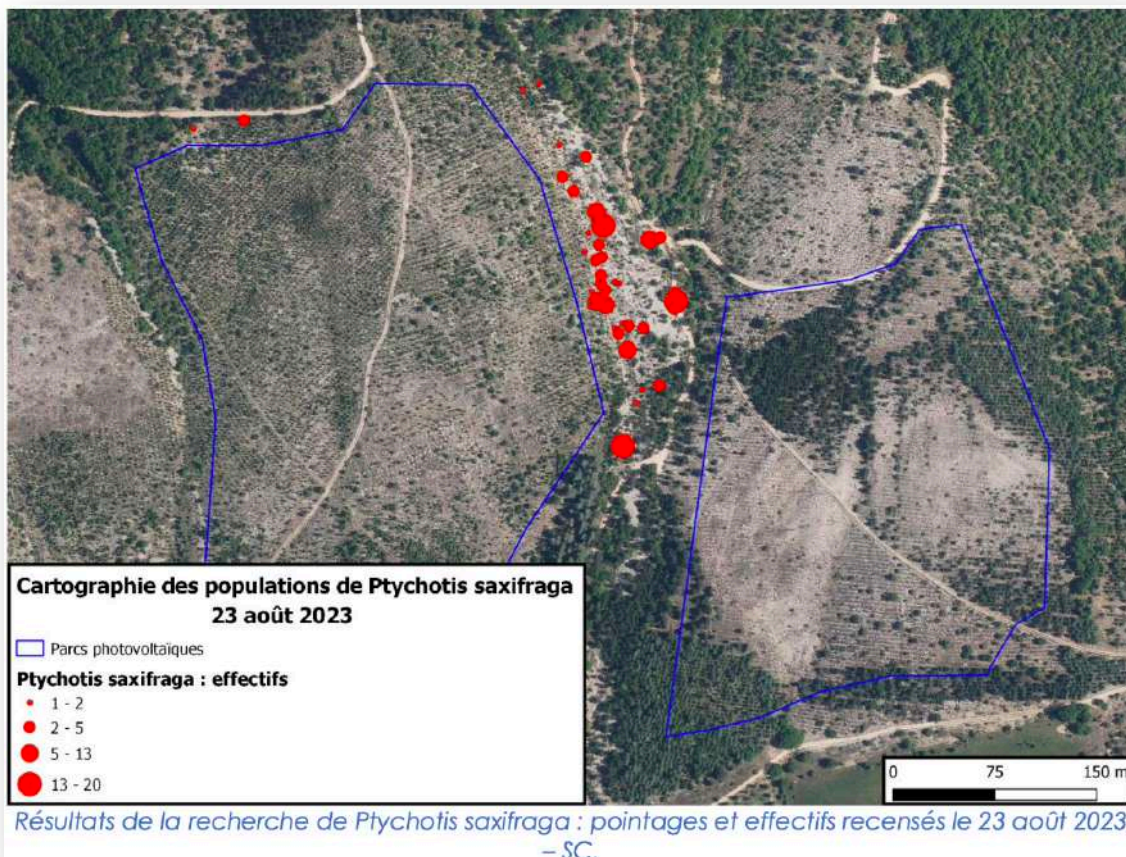 Cartographie des populations de Ptychotis saxifraga
23 août 2023
Parcs photovoltaïques
Ptychotis saxifraga : effectifs
1 - 2
2 - 5
5 - 13
13 - 20
0 75 150 m
Résultats de la recherche de Ptychotis saxifraga : pointages et effectifs recensés le 23 août 2023
– SC.